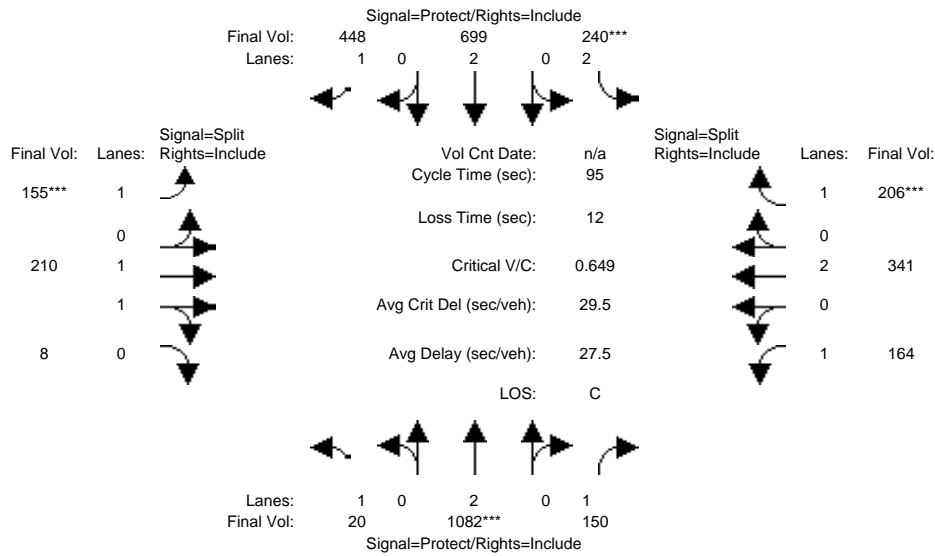 Signal=Protect/Rights=Include
Final Vol: 448 699 240***
Lanes: 1 0 2 0 2
Signal=Split Signal=Split
Final Vol: Lanes: Rights=Include Vol Cnt Date: n/a Rights=Include Lanes: Final Vol:
Cycle Time (sec): 95
155*** 1 1 206***
Loss Time (sec): 12
0 0
210 1 Critical V/C: 0.649 2 341
1 Avg Crit Del (sec/veh): 29.5 0
8 0 Avg Delay (sec/veh): 27.5 1 164
LOS: C
Lanes: 1 0 2 0 1
Final Vol: 20 1082*** 150
Signal=Protect/Rights=Include